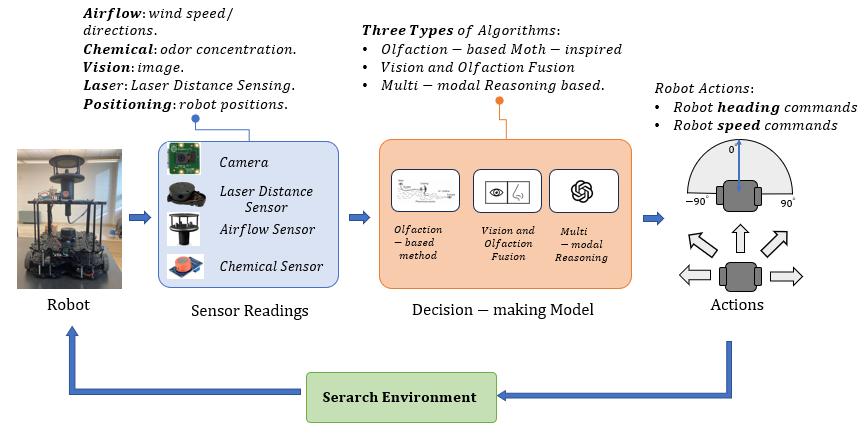 Airflow: wind speed/
directions.
Chemical: odor concentration.
Vision: image.
Laser: Laser Distance Sensing.
Positioning: robot positions.
Three Types of Algorithms:
• Olfaction − based Moth − inspired
• Vision and Olfaction Fusion
• Multi − modal Reasoning based.
Robot Actions:
• Robot heading commands
• Robot speed commands
Camera
Laser Distance
Sensor
Airflow Sensor
Chemical Sensor
Olfaction
− based
method
Vision and
Olfaction
Fusion
Multi
− modal
Reasoning
0°
−90°
90°
Robot
Sensor Readings
Decision − making Model
Actions
Serarch Environment